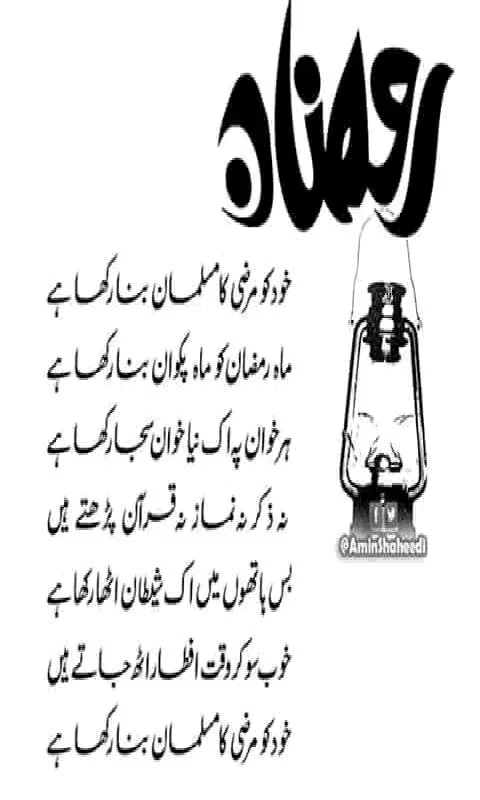 رمضان
خود کو مرضی کا مسلمان بنا رکھا ہے
ماہ رمضان کو ماہ پکوان بنا رکھا ہے
ہر خوان پہ اک نیا خوان سجا رکھا ہے
نہ ذکر نہ نماز نہ قرآن پڑھتے ہیں
@AminShaheedi
بس ہاتھوں میں اک شیطان اٹھا رکھا ہے
خوب سو کر وقت افطار اٹھ جاتے ہیں
خود کو مرضی کا مسلمان بنا رکھا ہے